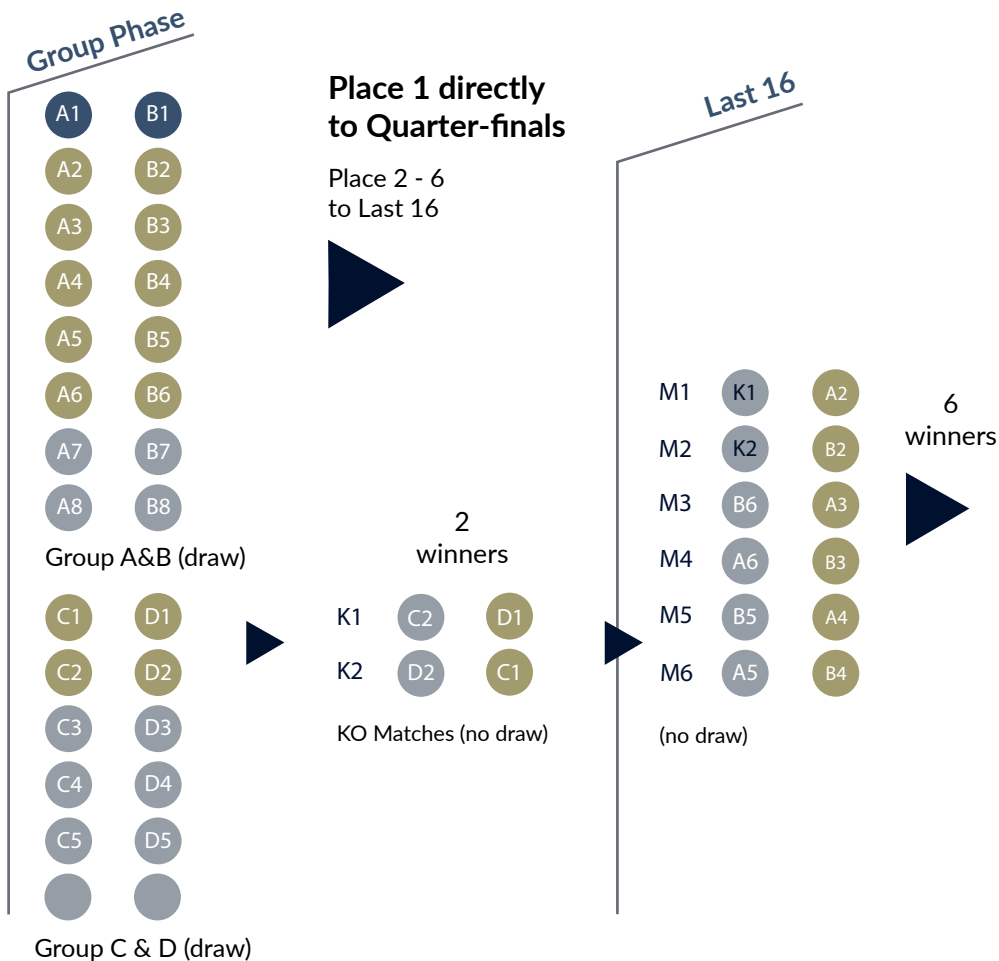 Group Phase
A1 B1
A2 B2
A3 B3
A4 B4
A5 B5
A6 B6
A7 B7
A8 B8
Group A&B (draw)
C1 D1
C2 D2
C3 D3
C4 D4
C5 D5
Group C & D (draw)
Place 1 directly
to Quarter-finals
Place 2 - 6
to Last 16
2
winners
K1 C2 D1
K2 D2 C1
KO Matches (no draw)
Last 16
M1 K1 A2
M2 K2 B2
M3 B6 A3
M4 A6 B3
M5 B5 A4
M6 A5 B4
(no draw)
6
winners